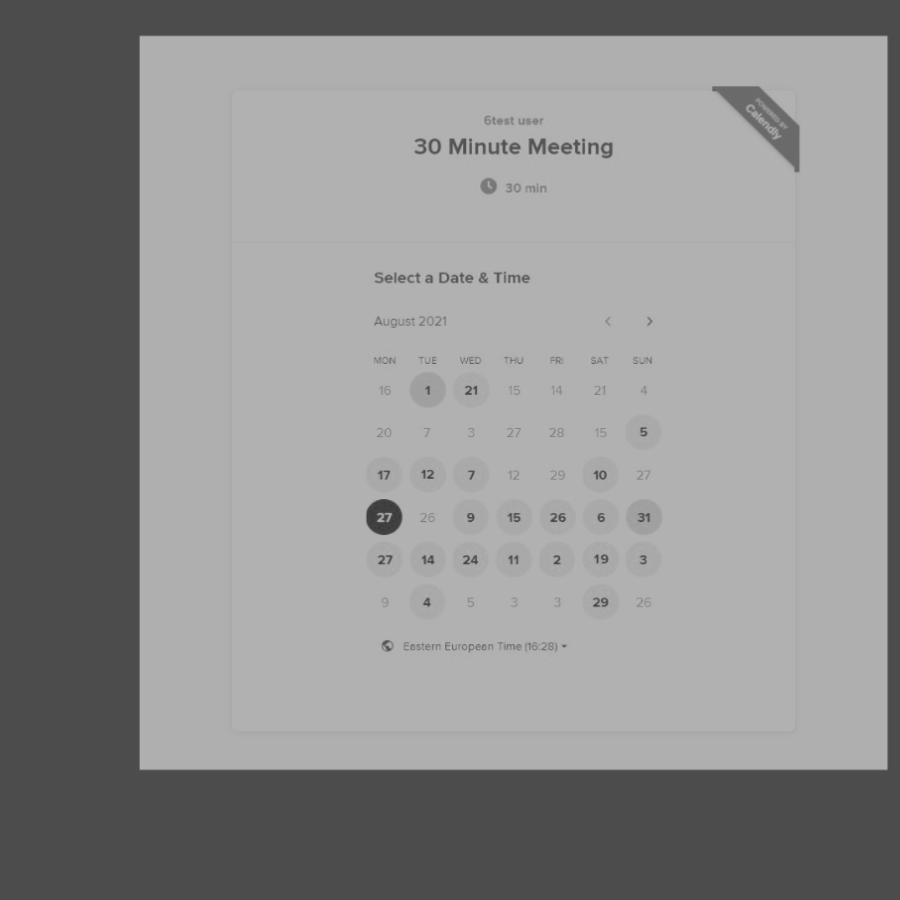 POWERED BY
Calendly
6test user
30 Minute Meeting
30 min
Select a Date & Time
August 2021
MON TUE WED THU FRI SAT SUN
16 1 21 15 14 21 4
20 7 3 27 28 15 5
17 12 7 12 29 10 27
27 26 9 15 26 6 31
27 14 24 11 2 19 3
9 4 5 3 3 29 26
Eastern European Time (16:28)